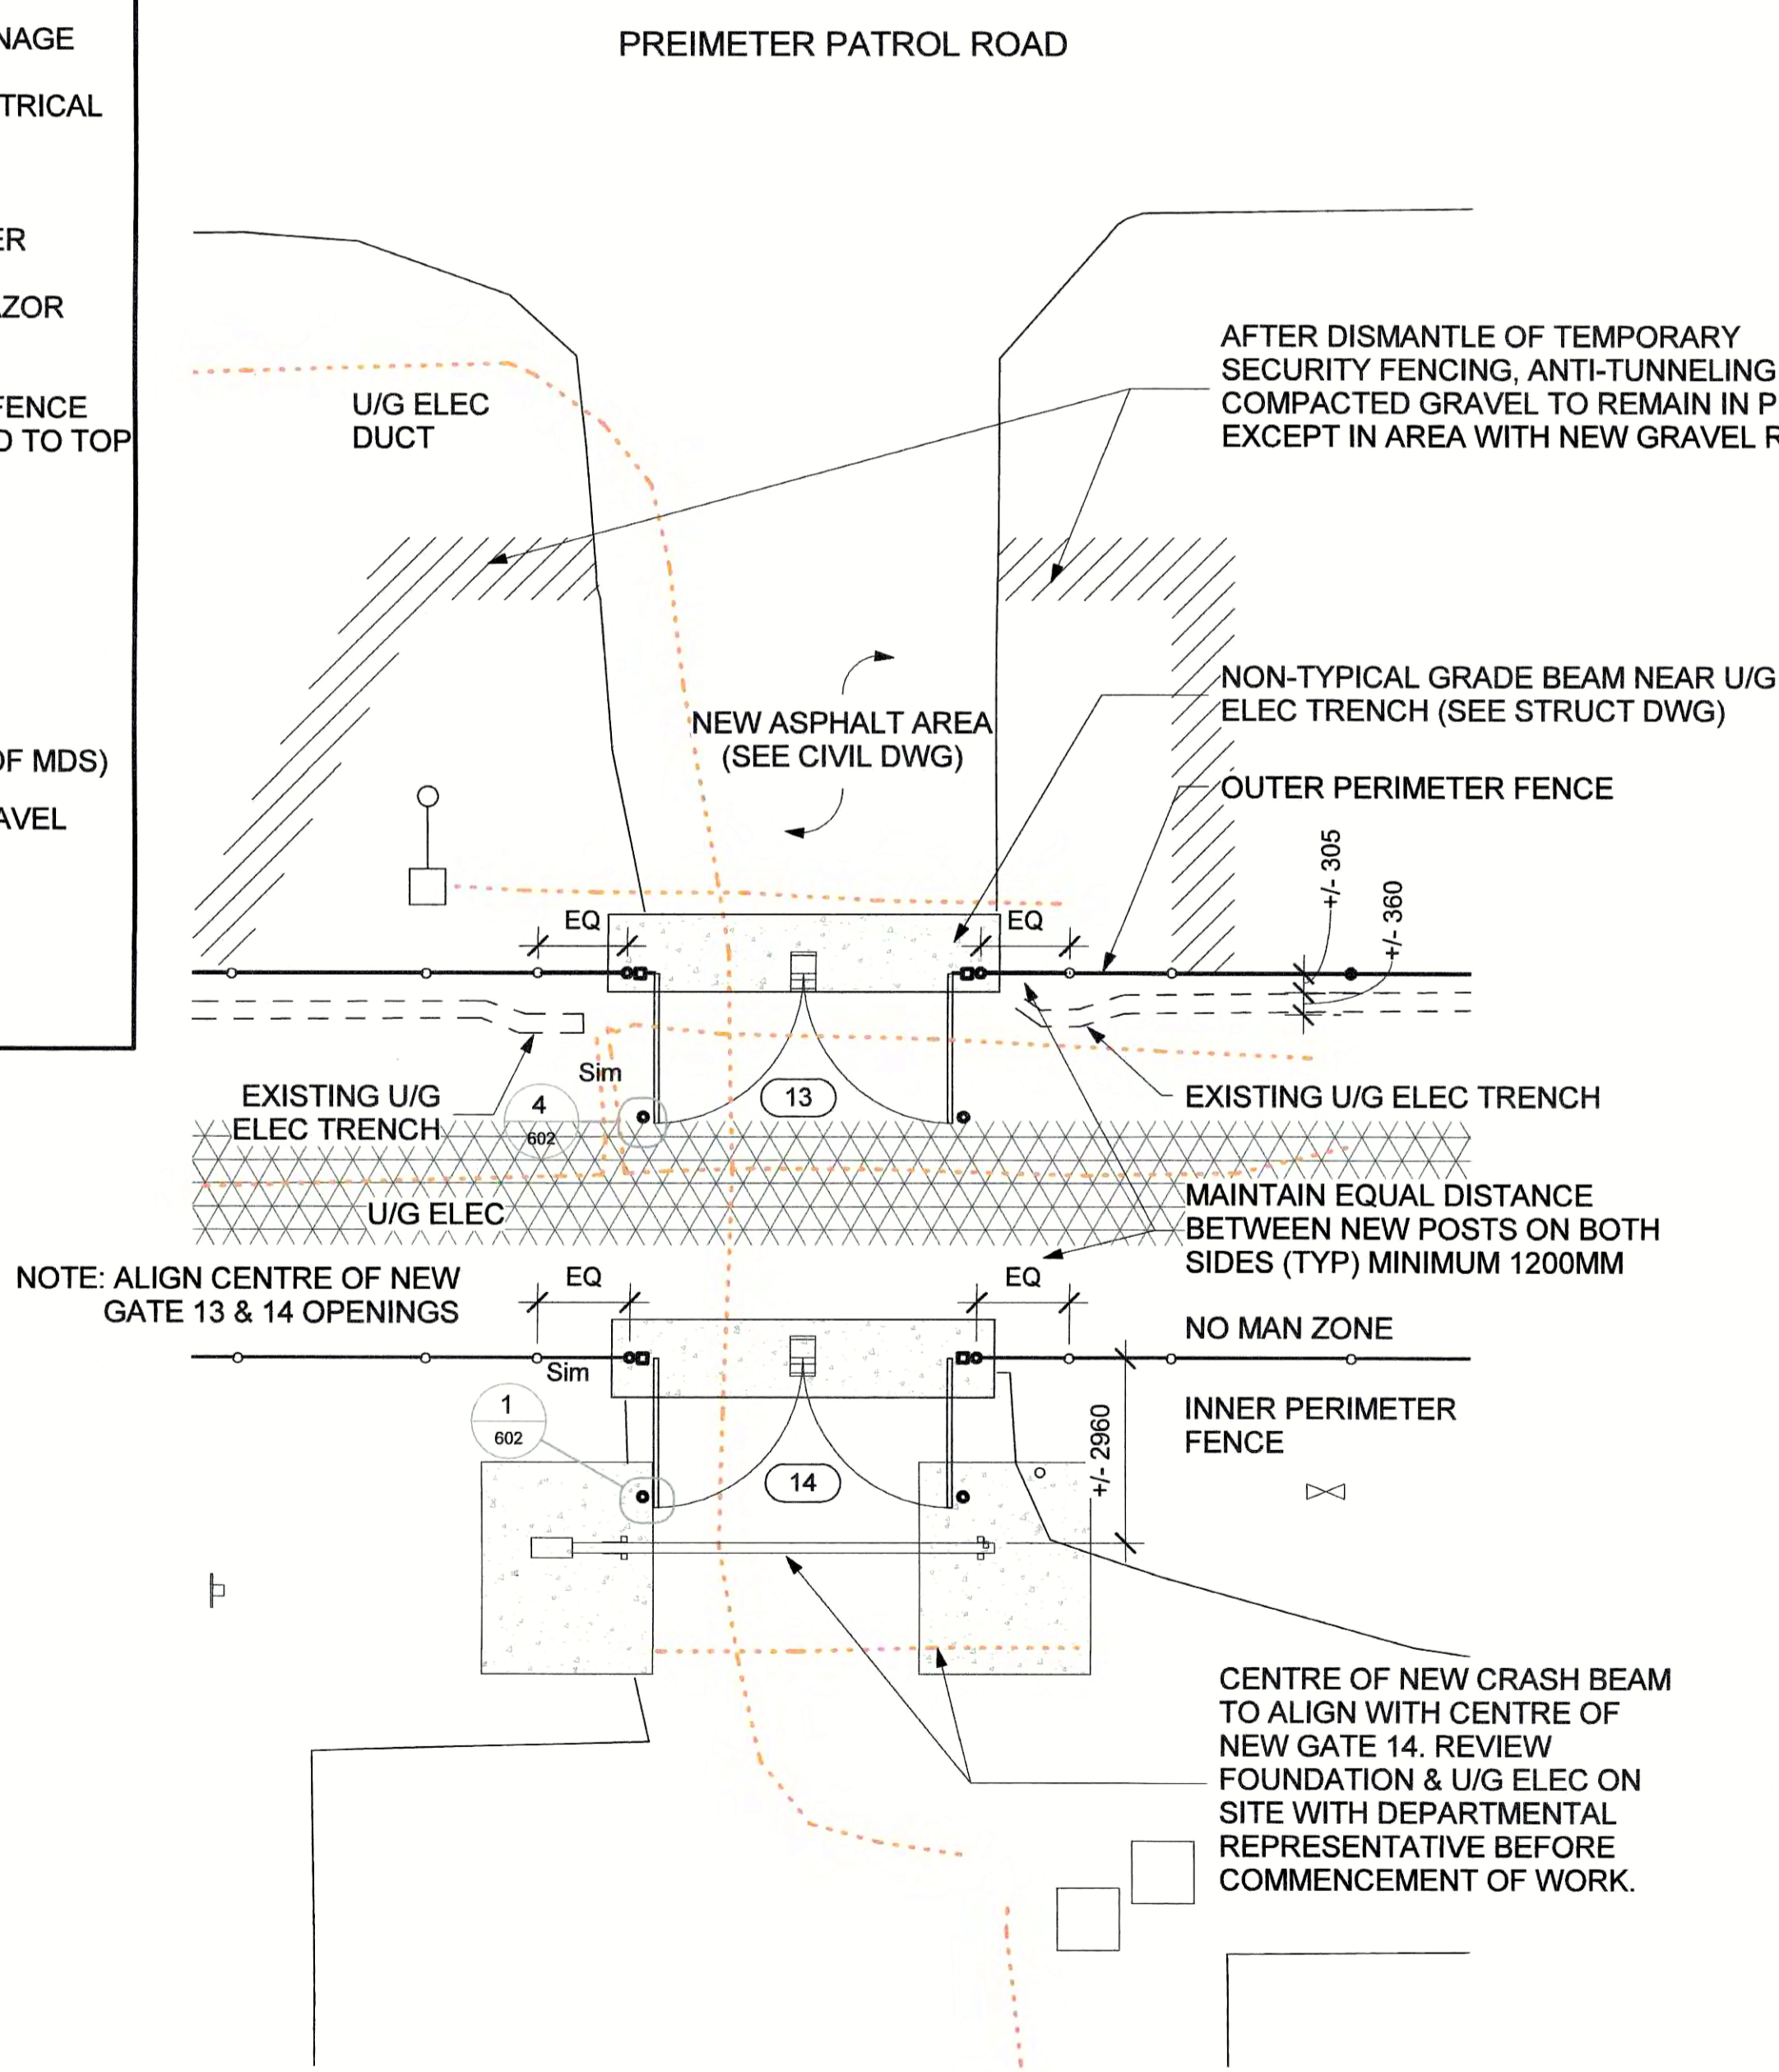 NAGE
TRICAL
ER
AZOR
FENCE
D TO TOP
OF MDS)
AVEL
PREIMETER PATROL ROAD
U/G ELEC
DUCT
AFTER DISMANTLE OF TEMPORARY
SECURITY FENCING, ANTI-TUNNELING
COMPACTED GRAVEL TO REMAIN IN P
EXCEPT IN AREA WITH NEW GRAVEL R
NON-TYPICAL GRADE BEAM NEAR U/G
ELEC TRENCH (SEE STRUCT DWG)
NEW ASPHALT AREA
(SEE CIVIL DWG)
OUTER PERIMETER FENCE
+/- 305
+/- 360
EQ
EQ
Sim
13
EXISTING U/G
ELEC TRENCH
4
602
EXISTING U/G ELEC TRENCH
U/G ELEC
MAINTAIN EQUAL DISTANCE
BETWEEN NEW POSTS ON BOTH
SIDES (TYP) MINIMUM 1200MM
NOTE: ALIGN CENTRE OF NEW
GATE 13 & 14 OPENINGS
EQ
EQ
NO MAN ZONE
Sim
1
602
14
+/- 2960
INNER PERIMETER
FENCE
CENTRE OF NEW CRASH BEAM
TO ALIGN WITH CENTRE OF
NEW GATE 14. REVIEW
FOUNDATION & U/G ELEC ON
SITE WITH DEPARTMENTAL
REPRESENTATIVE BEFORE
COMMENCEMENT OF WORK.